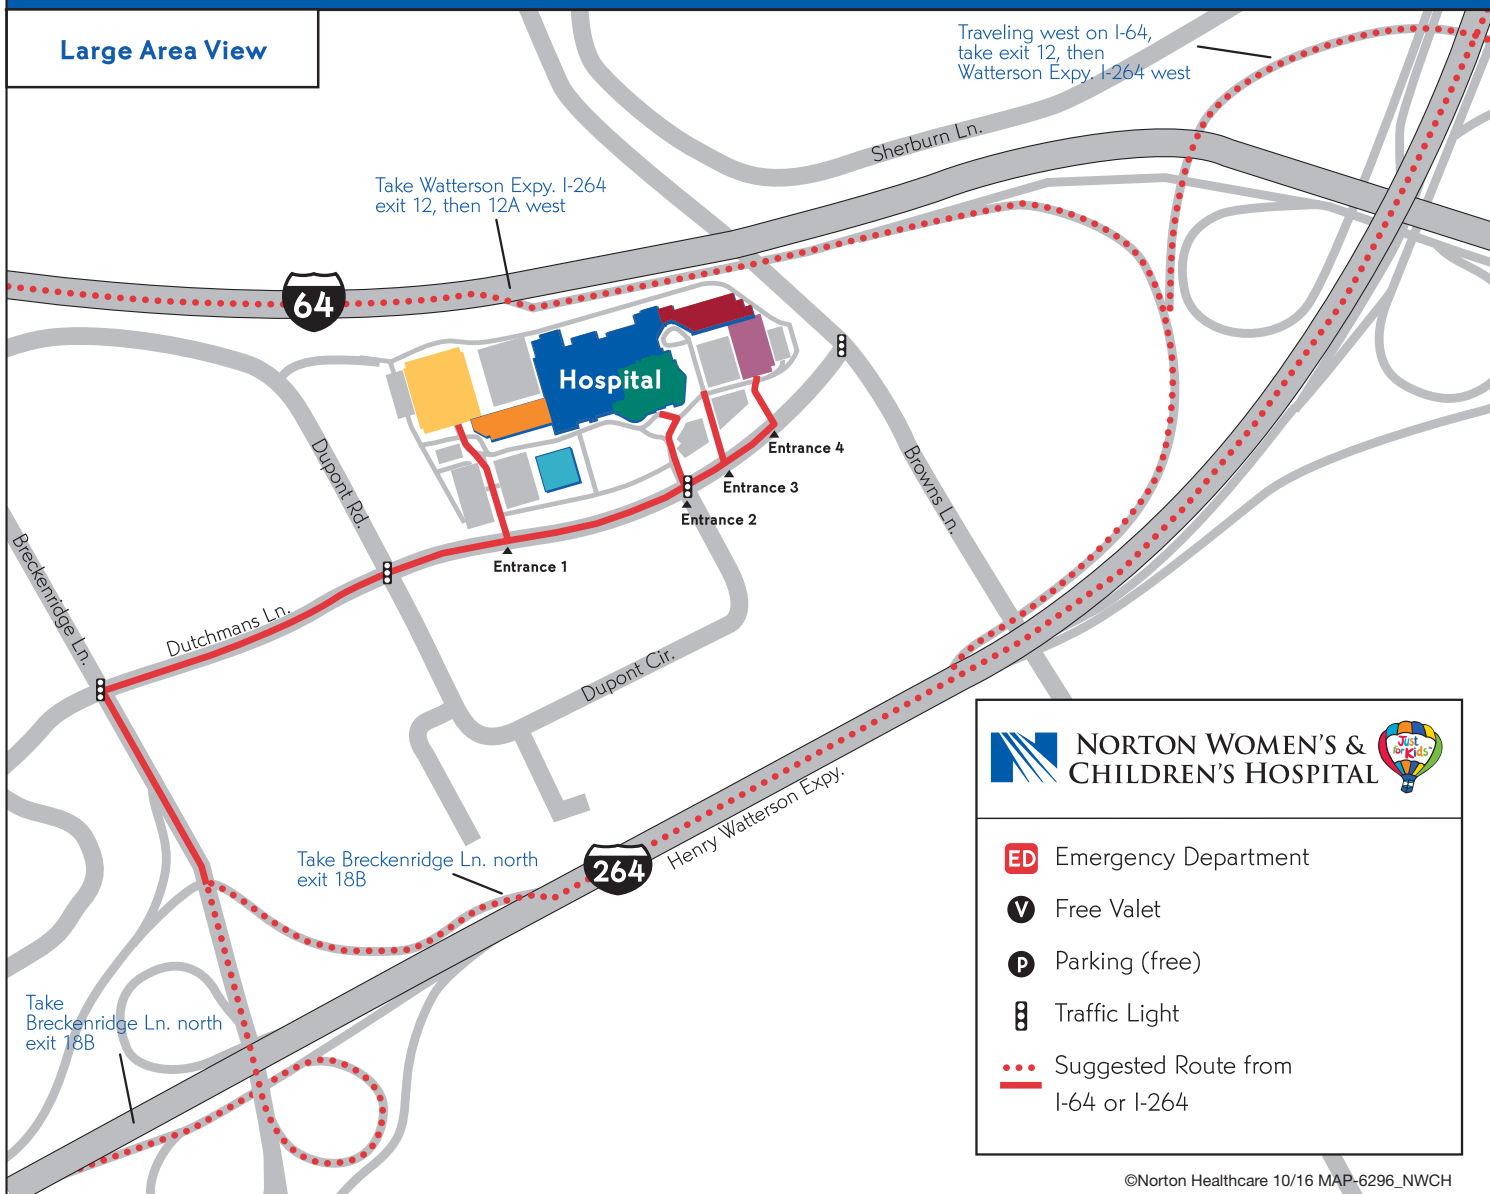 Large Area View
Traveling west on I-64,
take exit 12, then
Watterson Expy. I-264 west
Sherburn Ln.
Take Watterson Expy. I-264
exit 12, then 12A west
64
Hospital
Entrance 4
Entrance 3
Entrance 2
Entrance 1
Dupont Rd.
Browns Ln.
Breckenridge Ln.
Dutchmans Ln.
Dupont Cir.
Henry Watterson Expy.
264
Take Breckenridge Ln. north
exit 18B
Take
Breckenridge Ln. north
exit 18B
NORTON WOMEN'S &
CHILDREN'S HOSPITAL
Just
for Kids™
ED Emergency Department
V Free Valet
P Parking (free)
Traffic Light
Suggested Route from
I-64 or I-264
©Norton Healthcare 10/16 MAP-6296_NWCH